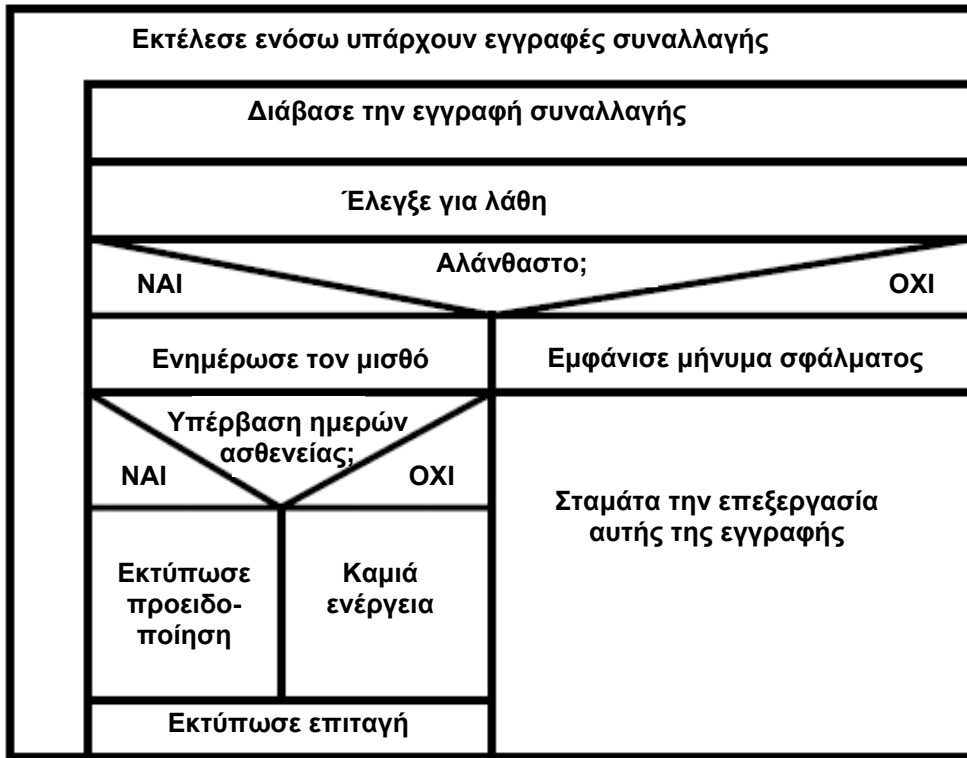 Εκτέλεσε ενόσω υπάρχουν εγγραφές συναλλαγής
Διάβασε την εγγραφή συναλλαγής
Έλεγξε για λάθη
Αλάνθαστο;
ΝΑΙ
ΟΧΙ
Ενημέρωσε τον μισθό
Εμφάνισε μήνυμα σφάλματος
Υπέρβαση ημερών
ασθενείας;
ΝΑΙ
ΟΧΙ
Σταμάτα την επεξεργασία
αυτής της εγγραφής
Εκτύπωσε
προειδο-
ποίηση
Καμιά
ενέργεια
Εκτύπωσε επιταγή